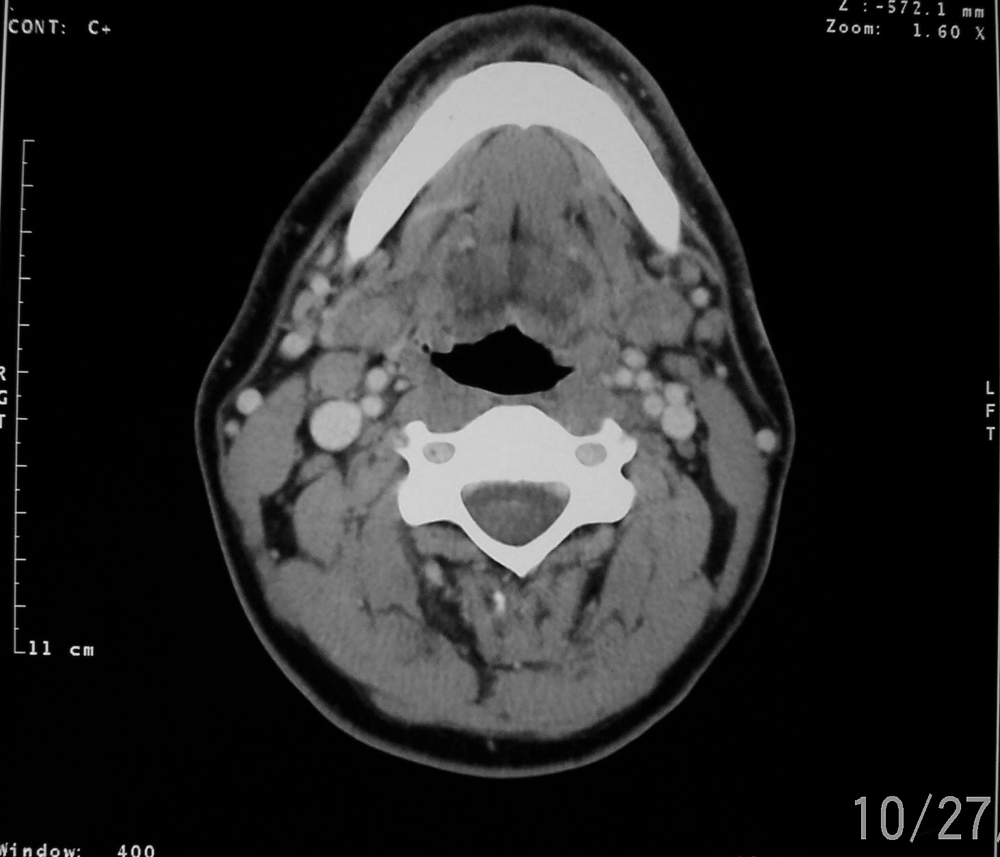 Z :-572.1 mm
CONT: C+
Zoom: 1.60 X
R
G
T
L
F
T
11 cm
10/27/
Window: 400